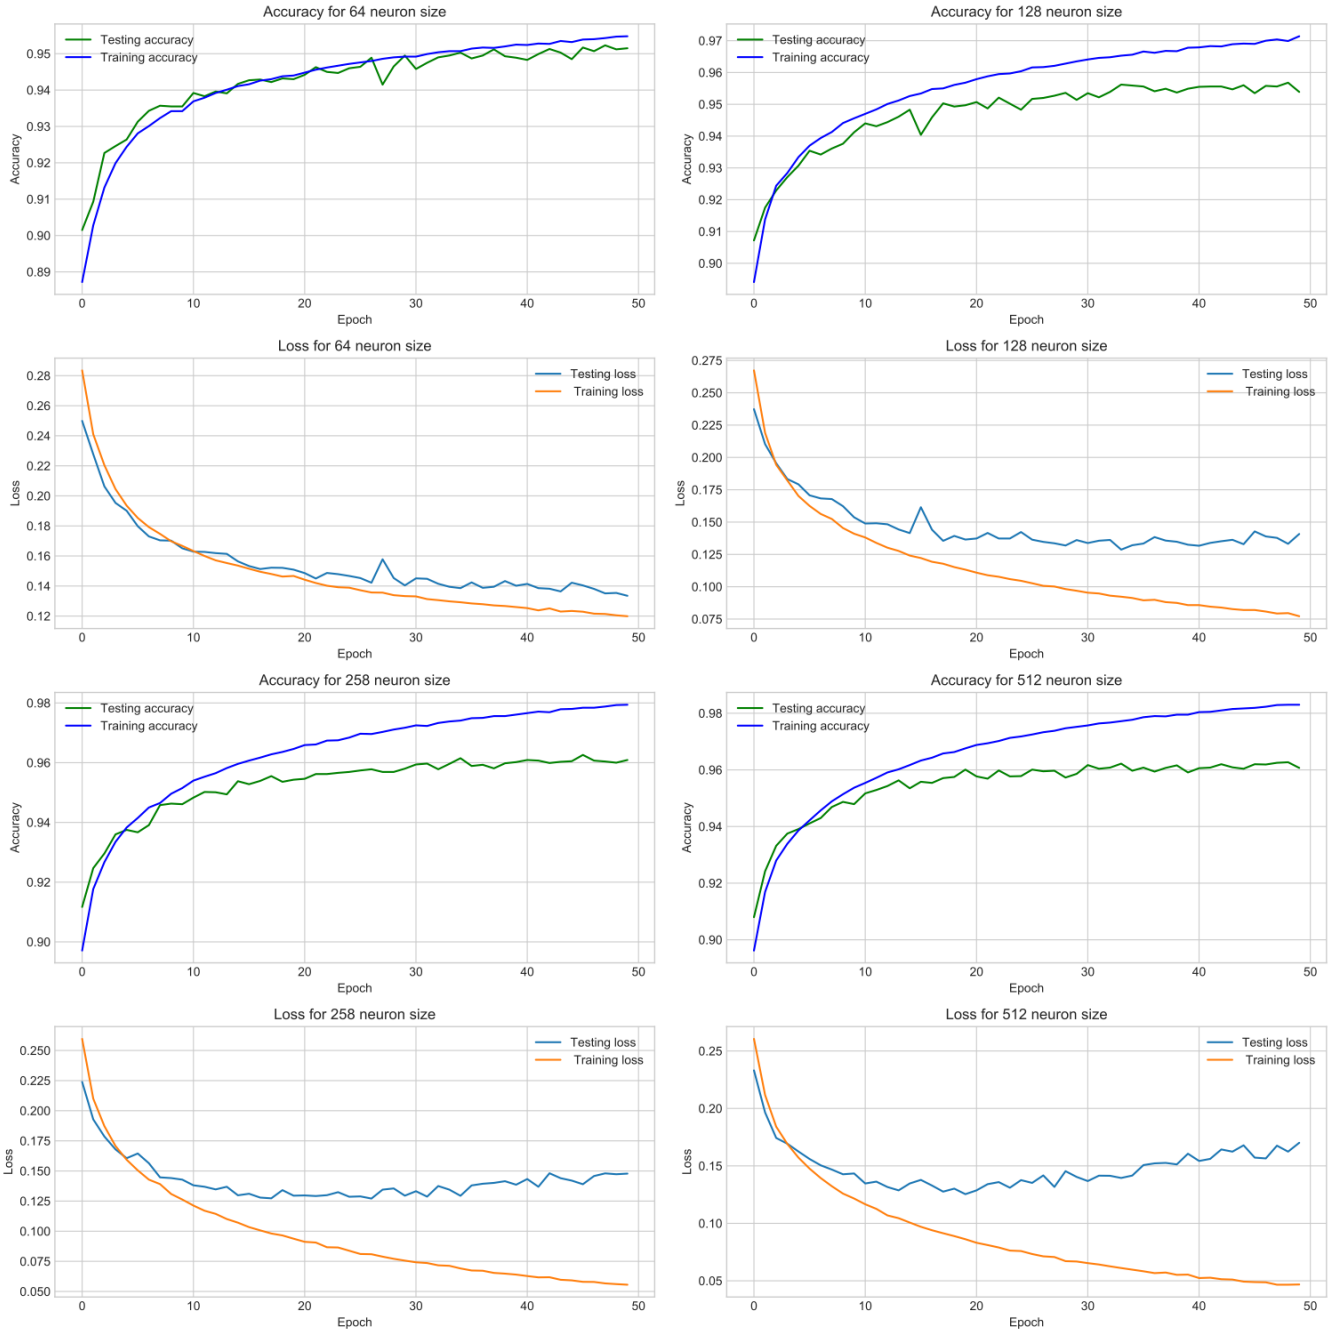 Accuracy for 64 neuron size
Testing accuracy
Training accuracy
0.95
0.94
0.93
0.92
0.91
0.90
0.89
Accuracy
0 10 20 30 40 50
Epoch
Accuracy for 128 neuron size
Testing accuracy
Training accuracy
0.97
0.96
0.95
0.94
0.93
0.92
0.91
0.90
Accuracy
0 10 20 30 40 50
Epoch
Loss for 64 neuron size
Testing loss
Training loss
0.28
0.26
0.24
0.22
0.20
0.18
0.16
0.14
0.12
Loss
0 10 20 30 40 50
Epoch
Loss for 128 neuron size
Testing loss
Training loss
0.275
0.250
0.225
0.200
0.175
0.150
0.125
0.100
0.075
Loss
0 10 20 30 40 50
Epoch
Accuracy for 258 neuron size
Testing accuracy
Training accuracy
0.98
0.96
0.94
0.92
0.90
Accuracy
0 10 20 30 40 50
Epoch
Accuracy for 512 neuron size
Testing accuracy
Training accuracy
0.98
0.96
0.94
0.92
0.90
Accuracy
0 10 20 30 40 50
Epoch
Loss for 258 neuron size
Testing loss
Training loss
0.250
0.225
0.200
0.175
0.150
0.125
0.100
0.075
0.050
Loss
0 10 20 30 40 50
Epoch
Loss for 512 neuron size
Testing loss
Training loss
0.25
0.20
0.15
0.10
0.05
Loss
0 10 20 30 40 50
Epoch